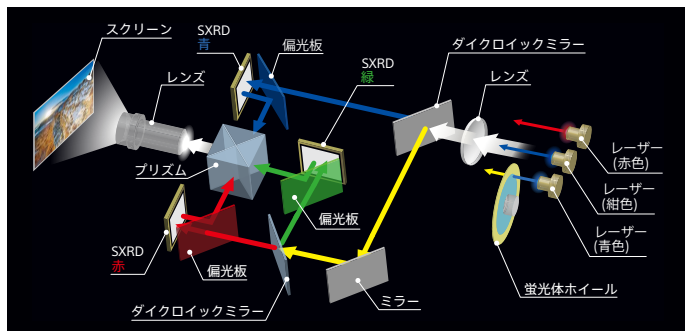 スクリーン
レンズ
SXRD
青
偏光板
SXRD
緑
ダイクロイックミラー
レンズ
レーザー
(赤色)
レーザー
(紺色)
レーザー
(青色)
プリズム
偏光板
SXRD
赤
偏光板
ダイクロイックミラー
ミラー
蛍光体ホイール